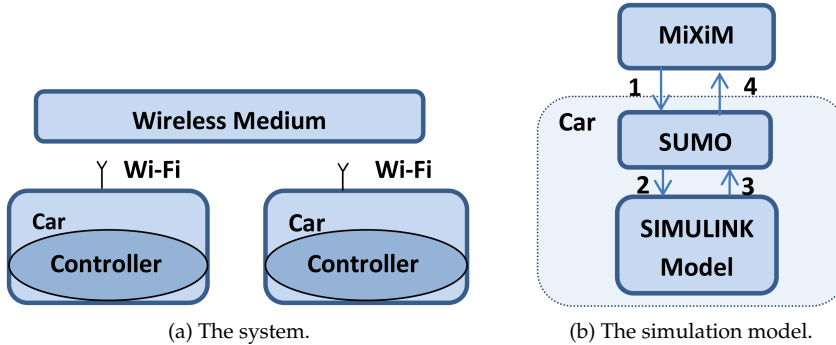 Wireless Medium
Wi-Fi
Wi-Fi
Car
Controller
Car
Controller
(a) The system.
MiXiM
1
4
Car
SUMO
2
3
SIMULINK
Model
(b) The simulation model.